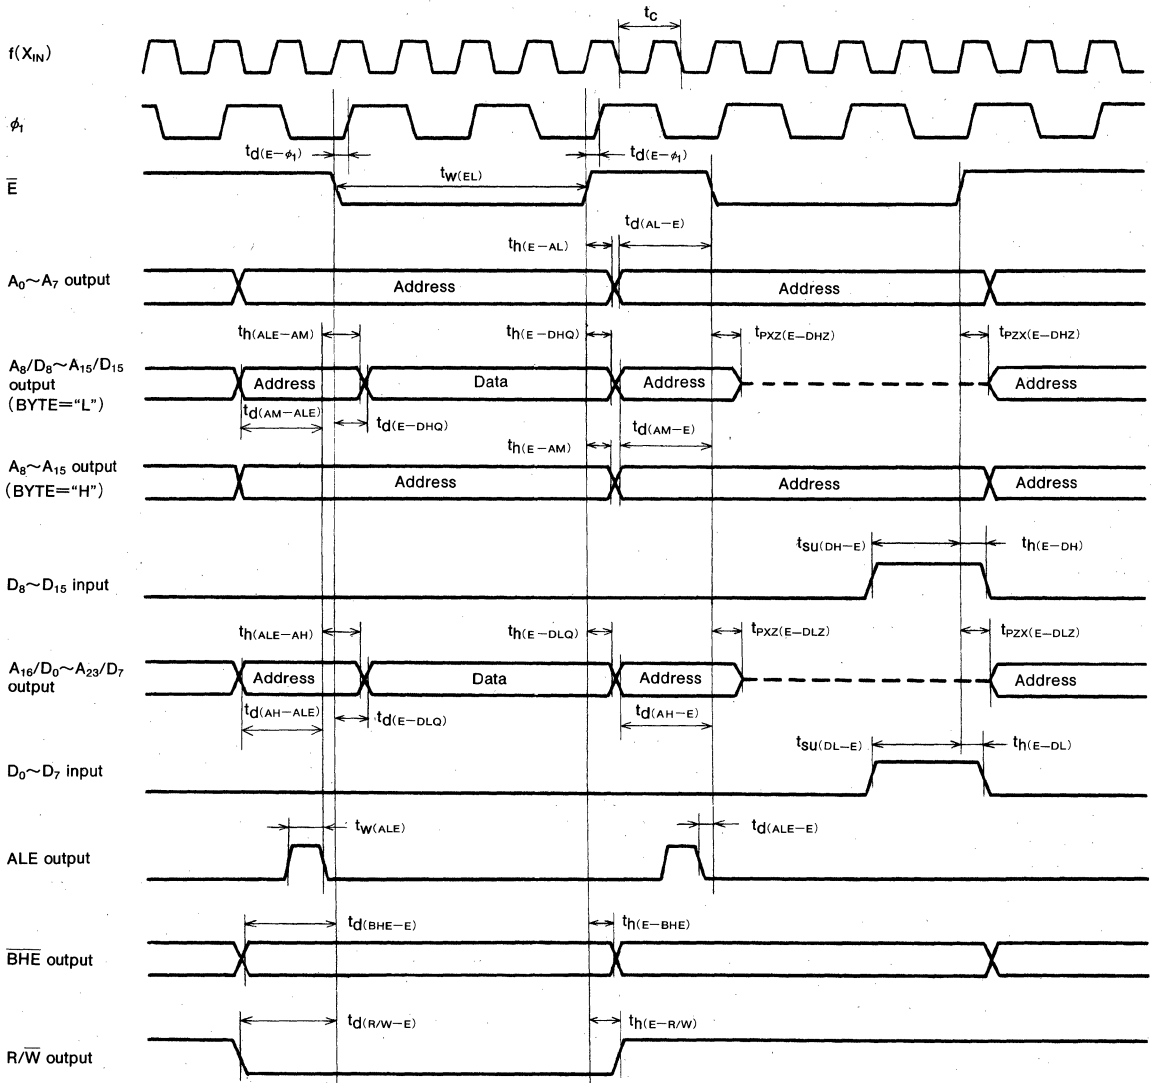 tC
f(XIN)
ϕ1
td(E−ϕ1) td(E−ϕ1)
tW(EL)
E̅
td(AL−E)
th(E−AL)
A0〜A7 output Address Address
th(ALE−AM) th(E−DHQ) tPXZ(E−DHZ) tPZX(E−DHZ)
A8/D8〜A15/D15
output Address Data Address Address
(BYTE=“L”)
td(AM−ALE) td(E−DHQ) td(AM−E)
th(E−AM)
A8〜A15 output
(BYTE=“H”) Address Address Address
tsu(DH−E) th(E−DH)
D8〜D15 input
th(ALE−AH) th(E−DLQ) tPXZ(E−DLZ) tPZX(E−DLZ)
A16/D0〜A23/D7
output Address Data Address Address
td(AH−ALE) td(E−DLQ) td(AH−E)
tsu(DL−E) th(E−DL)
D0〜D7 input
tW(ALE) td(ALE−E)
ALE output
td(BHE−E) th(E−BHE)
B̅H̅E̅ output
td(R/W−E) th(E−R/W)
R/W̅ output